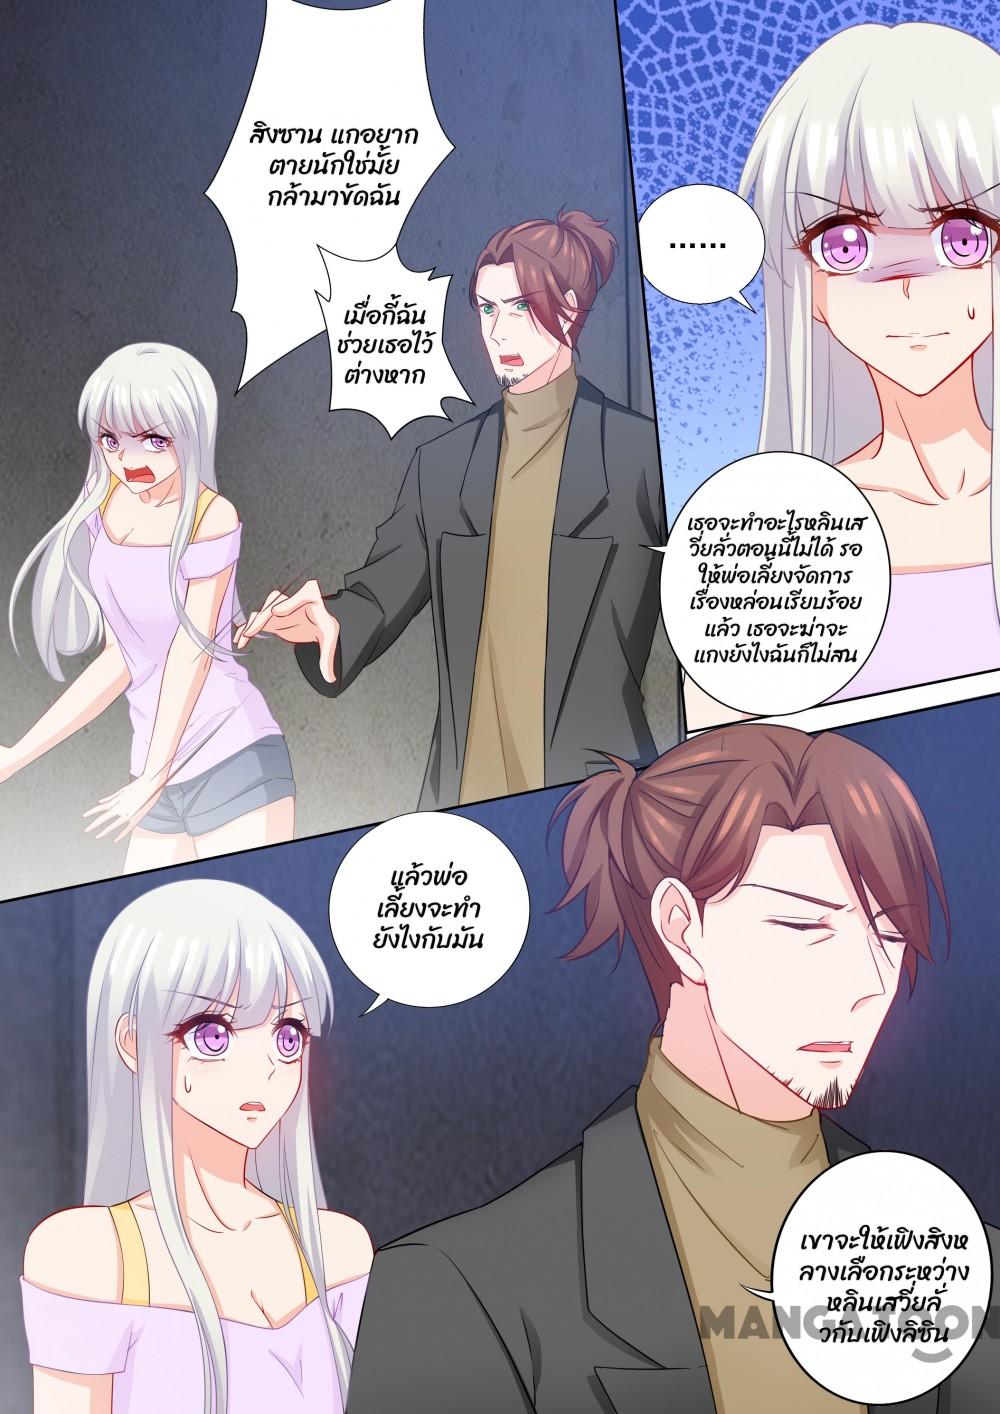 สิงซาน แกอยาก
ตายนักใช่มั้ย
กล้ามาขัดฉัน
เมื่อกี้ฉัน
ช่วยเธอไว้
ต่างหาก
......
เธอจะทำอะไรหลินเส
วี่ยลั่วตอนนี้ไม่ได้ รอ
ให้พ่อเลี้ยงจัดการ
เรื่องหล่อนเรียบร้อย
แล้ว เธอจะฆ่าจะ
แกงยังไงฉันก็ไม่สน
แล้วพ่อ
เลี้ยงจะทำ
ยังไงกับมัน
เขาจะให้เฟิงสิงห
ลางเลือกระหว่าง
หลินเสวี่ยลั่
วกับเฟิงลิซิน
MANGATOON